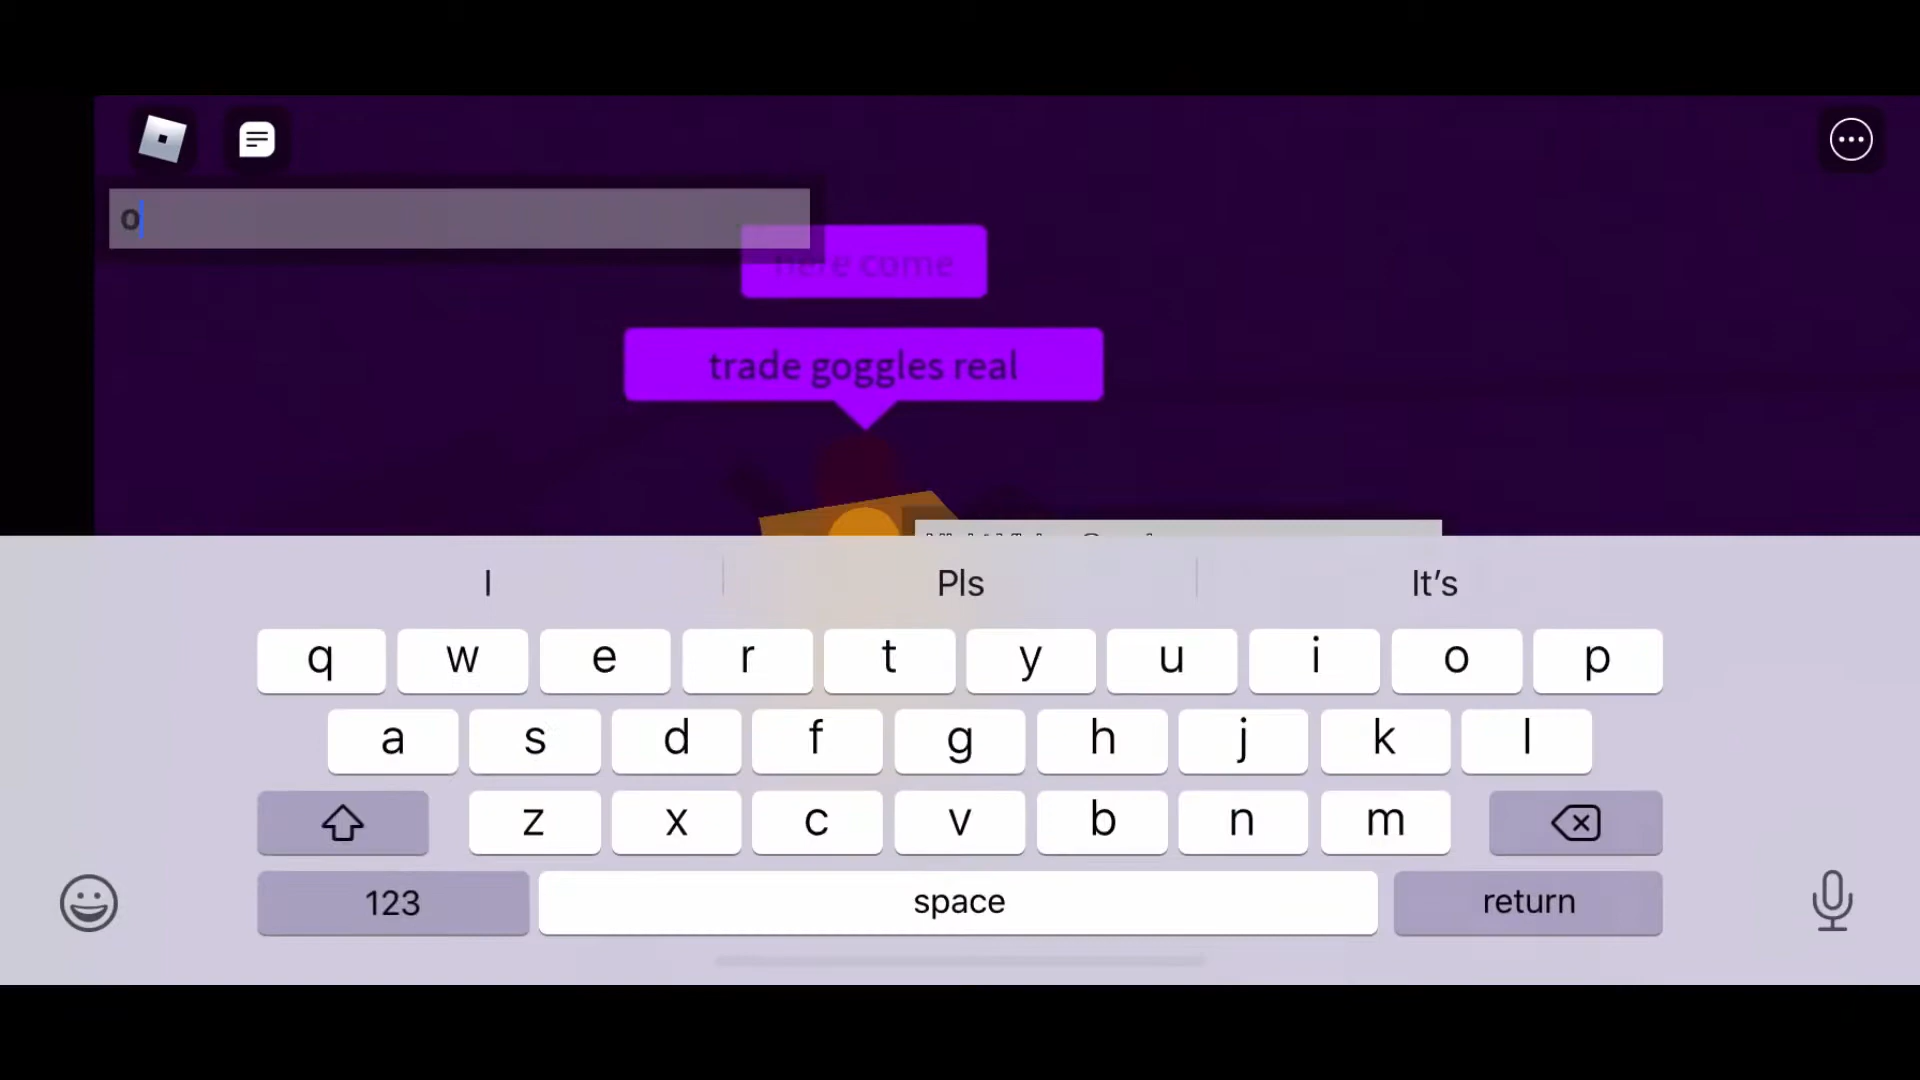 o
here come
trade goggles real
I Pls It’s
q w e r t y u i o p
a s d f g h j k l
z x c v b n m
123 space return